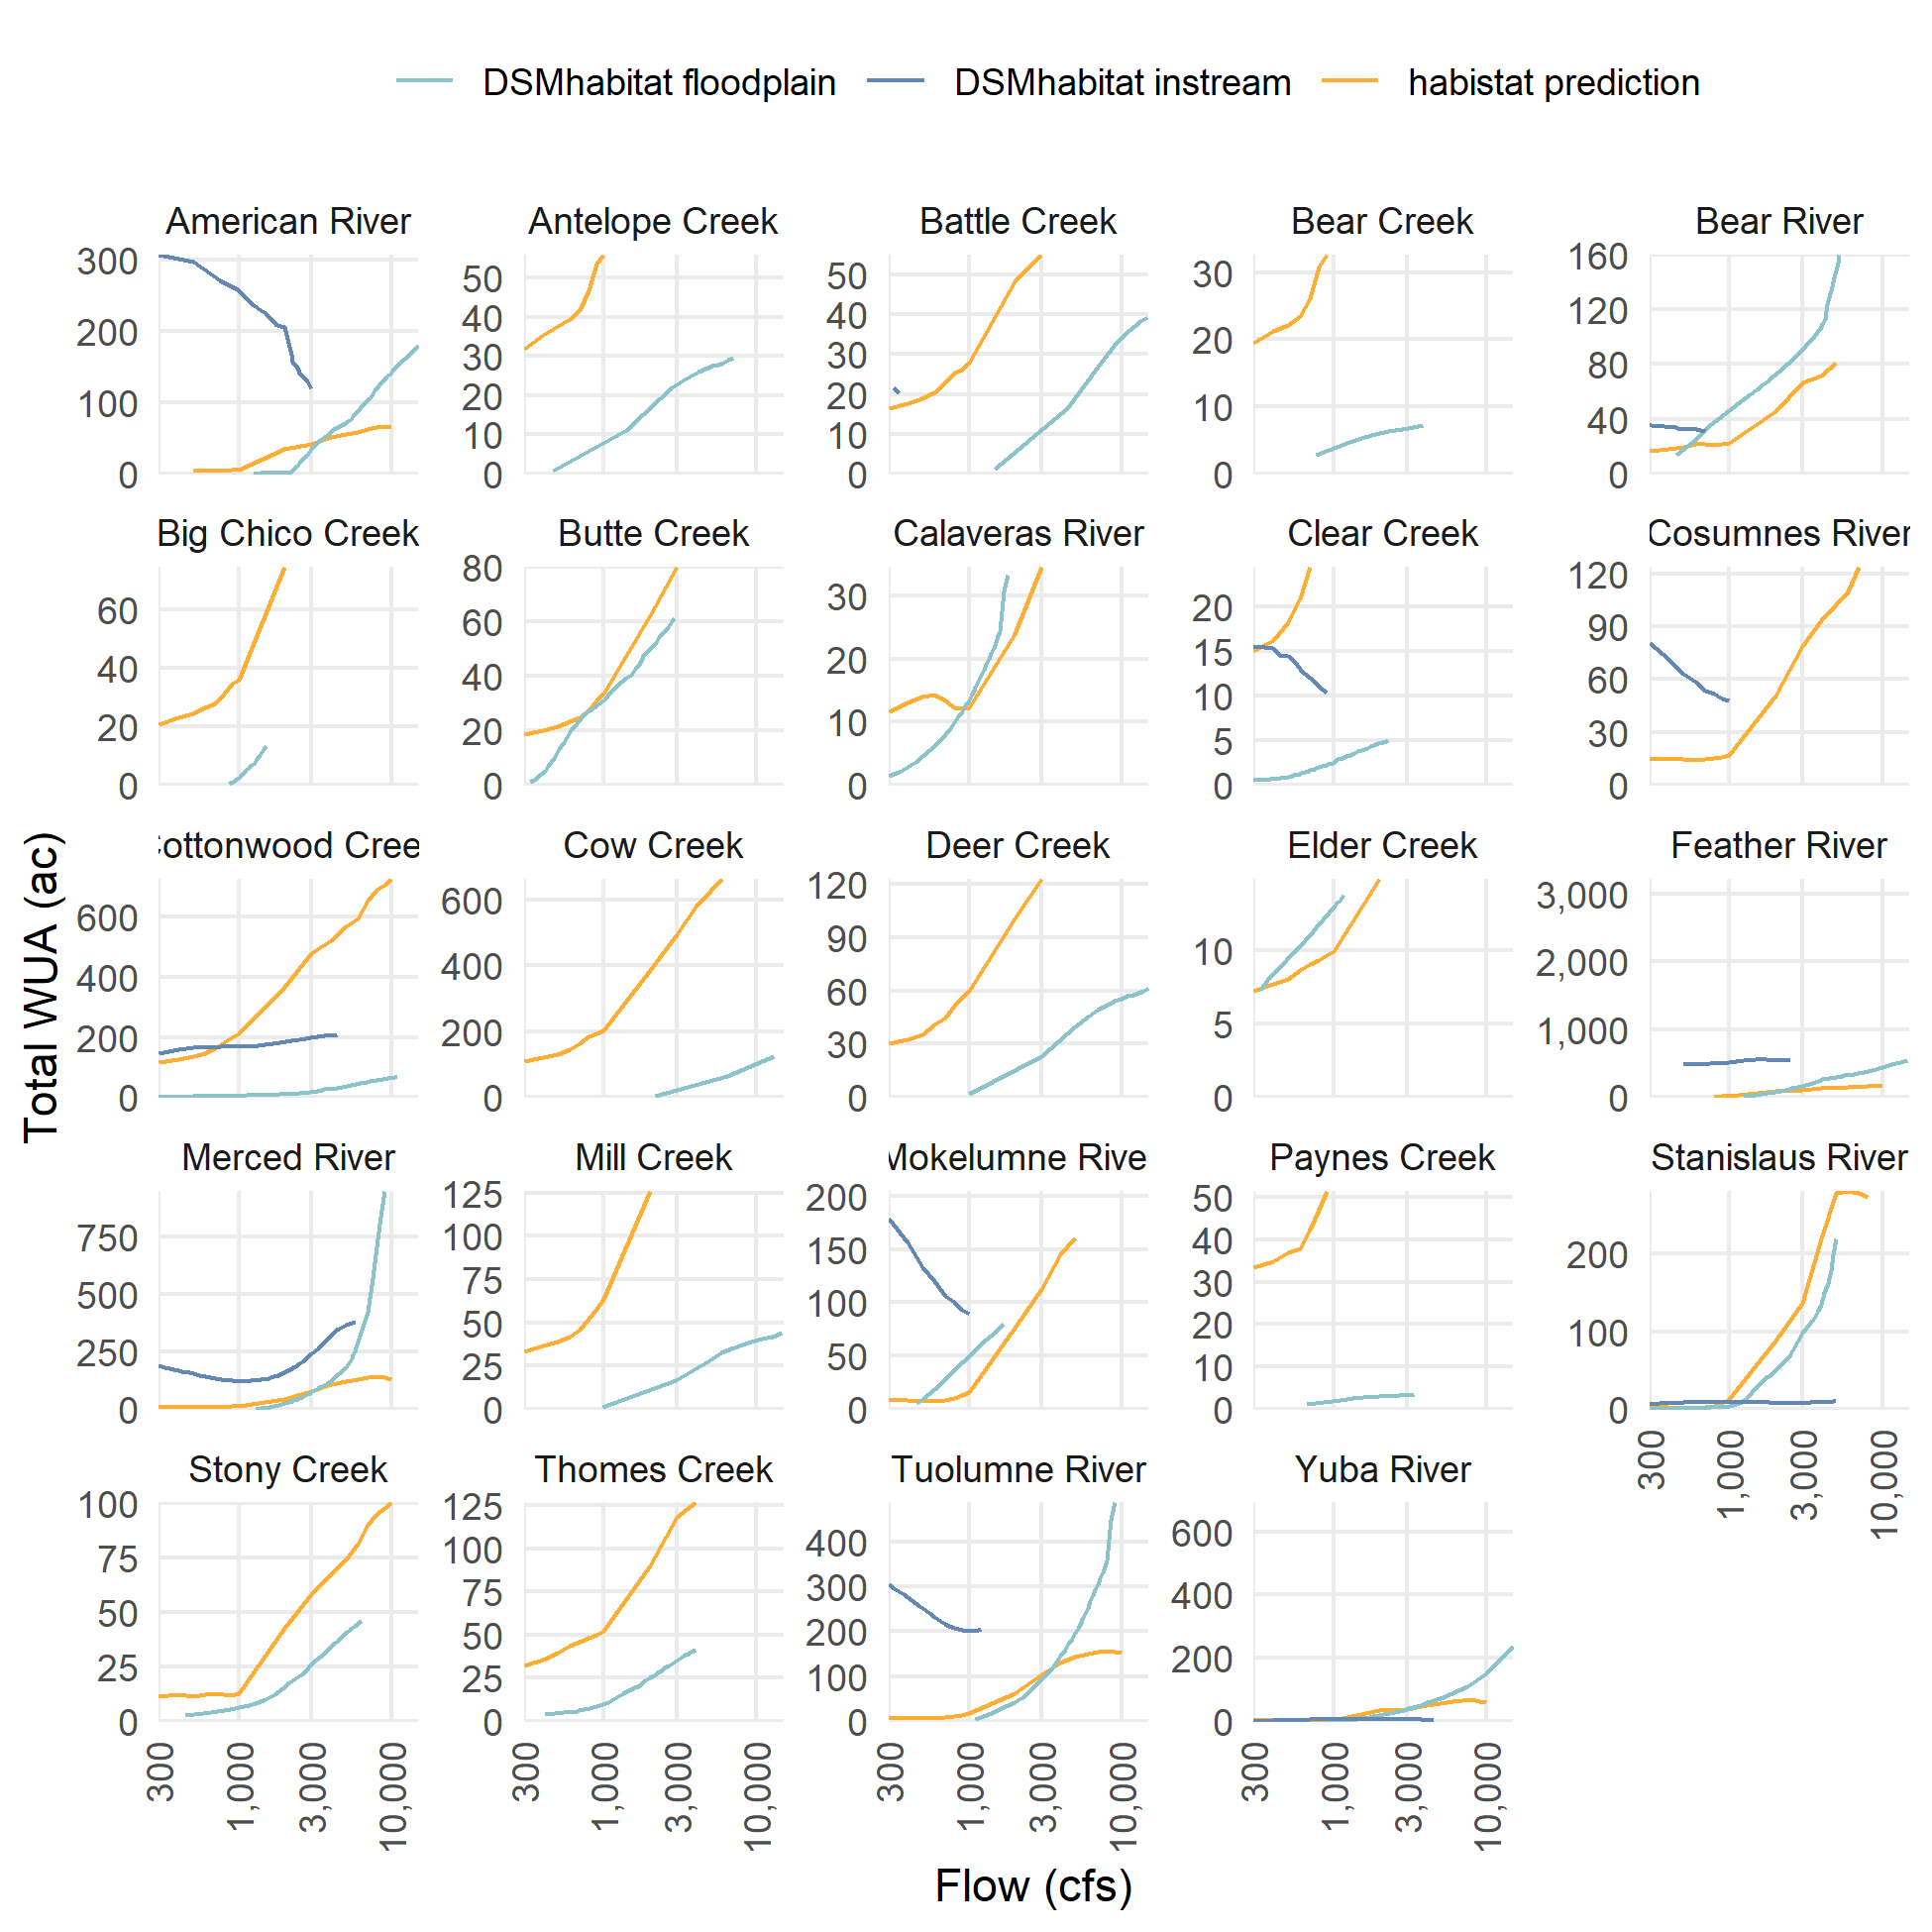 DSMhabitat floodplain DSMhabitat instream habistat prediction
American River Antelope Creek Battle Creek Bear Creek Bear River
300 200 100 0
50 40 30 20 10 0
50 40 30 20 10 0
30 20 10 0
160 120 80 40 0
Big Chico Creek Butte Creek Calaveras River Clear Creek Cosumnes River
60 40 20 0
80 60 40 20 0
30 20 10 0
20 15 10 5 0
120 90 60 30 0
ottonwood Cree Cow Creek Deer Creek Elder Creek Feather River
600 400 200 0
600 400 200 0
120 90 60 30 0
10 5 0
3,000 2,000 1,000 0
Total WUA (ac)
Merced River Mill Creek Mokelumne Rive Paynes Creek Stanislaus River
750 500 250 0
125 100 75 50 25 0
200 150 100 50 0
50 40 30 20 10 0
200 100 0
300 1,000 3,000 10,000
Stony Creek Thomes Creek Tuolumne River Yuba River
100 75 50 25 0
125 100 75 50 25 0
400 300 200 100 0
600 400 200 0
300 1,000 3,000 10,000
300 1,000 3,000 10,000
300 1,000 3,000 10,000
300 1,000 3,000 10,000
Flow (cfs)